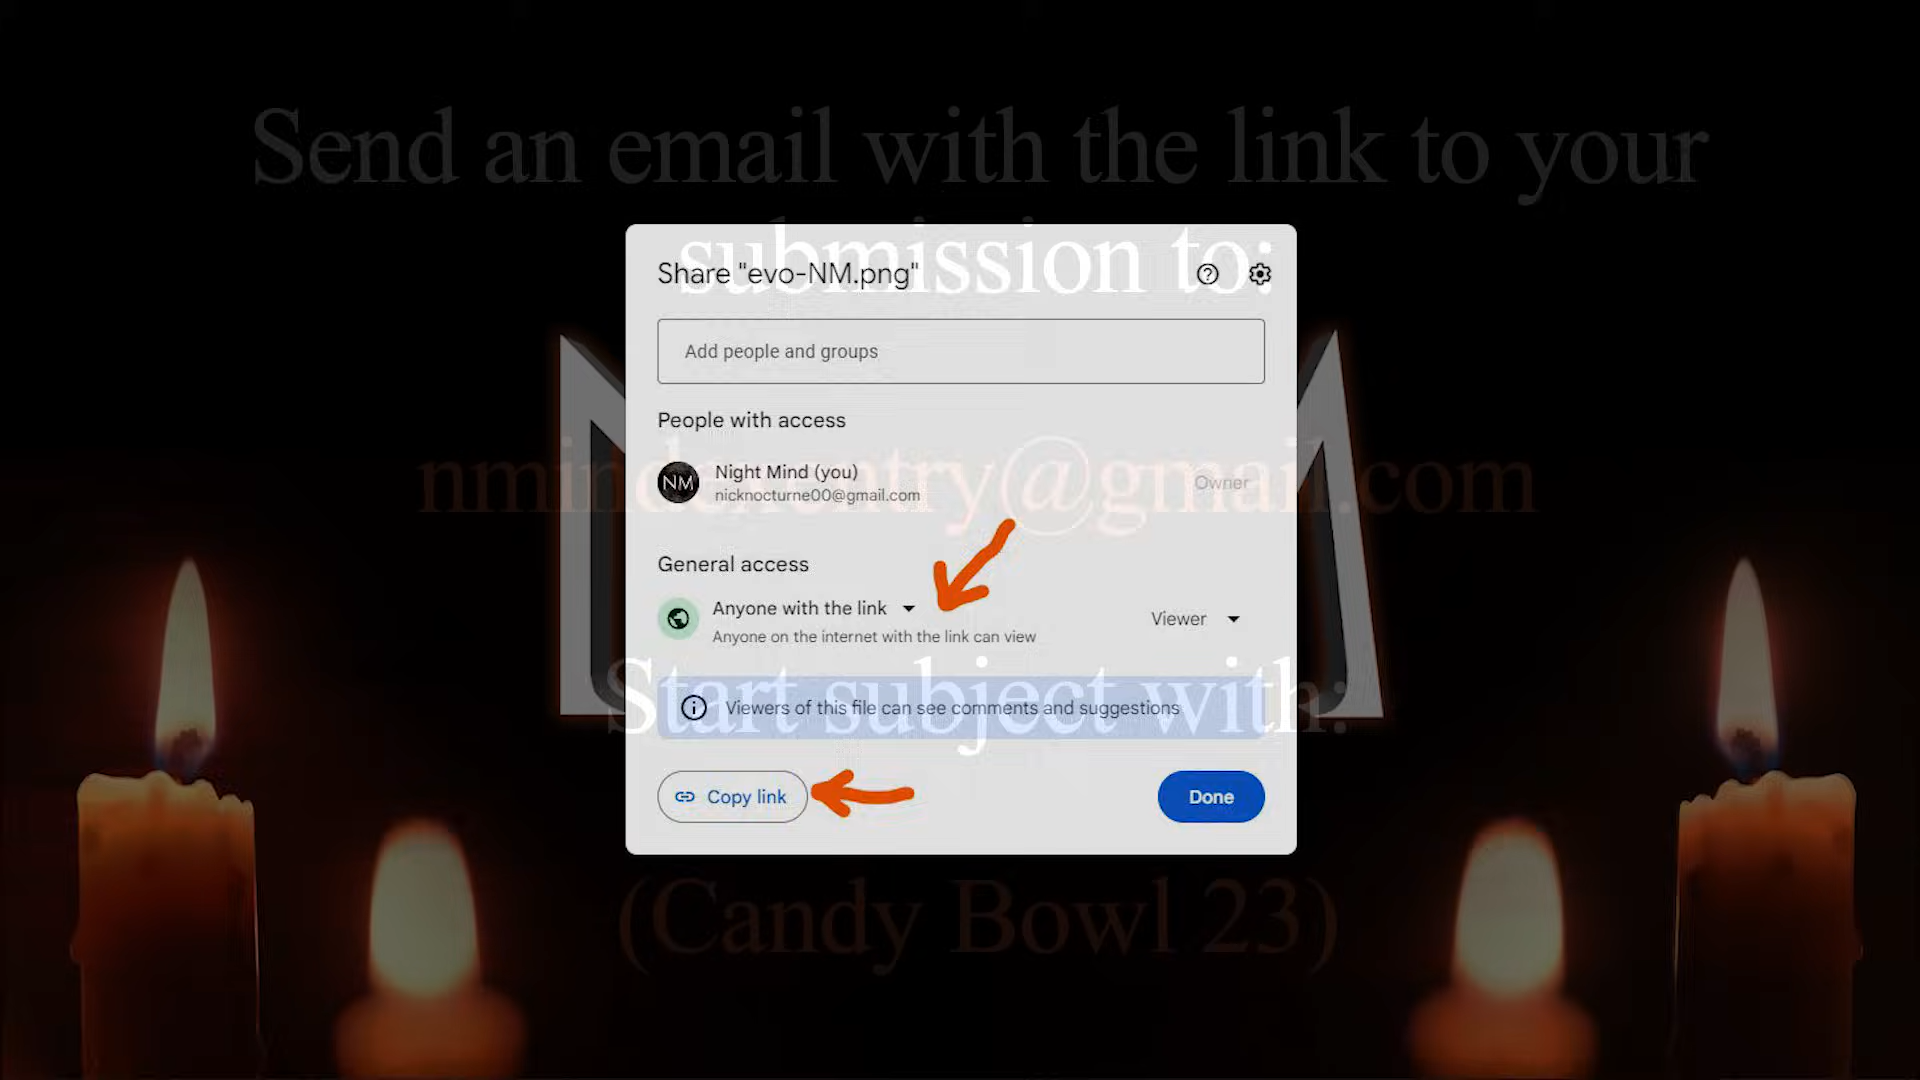 Send an email with the link to your
submission to:
Share "evo-NM.png"
Add people and groups
People with access
NM
Night Mind (you)
nicknocturne00@gmail.com
Owner
nmindexentry@gmail.com
General access
Anyone with the link
Anyone on the internet with the link can view
Viewer
Start subject with:
Viewers of this file can see comments and suggestions
Copy link
Done
(Candy Bowl 23)